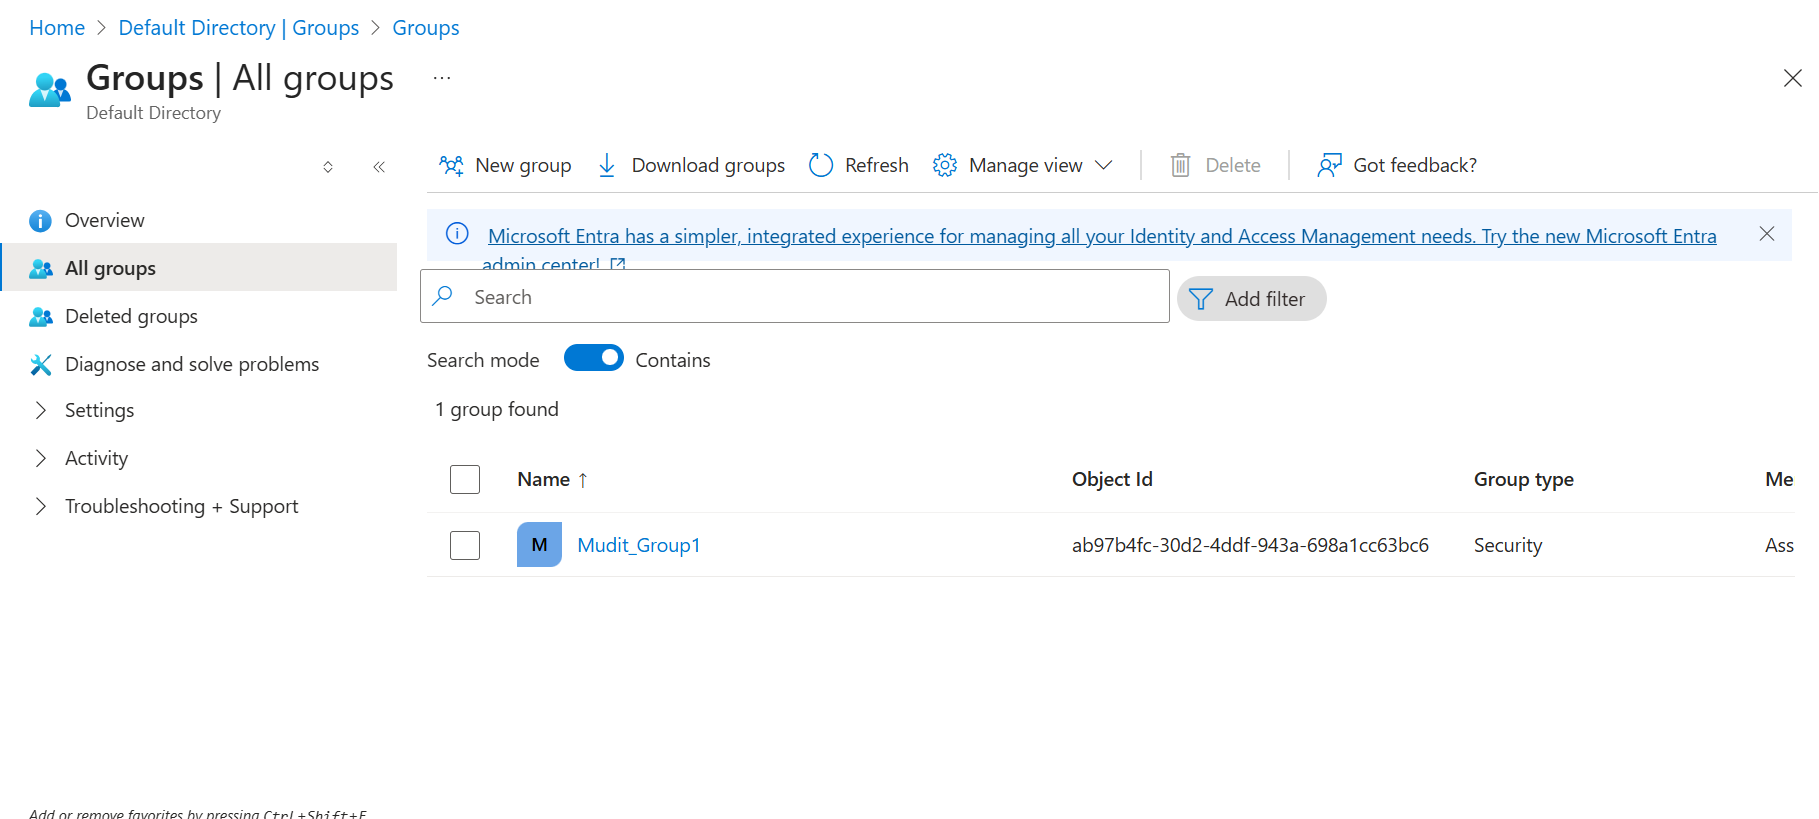 Home > Default Directory | Groups > Groups
Groups | All groups ...
Default Directory
New group Download groups Refresh Manage view Delete Got feedback?
Overview
All groups
Deleted groups
Diagnose and solve problems
Settings
Activity
Troubleshooting + Support
Microsoft Entra has a simpler, integrated experience for managing all your Identity and Access Management needs. Try the new Microsoft Entra
admin center!
Search Add filter
Search mode Contains
1 group found
Name ↑ Object Id Group type Me
M Mudit_Group1 ab97b4fc-30d2-4ddf-943a-698a1cc63bc6 Security Ass
Add or remove favorites by pressing Ctrl+Shift+F